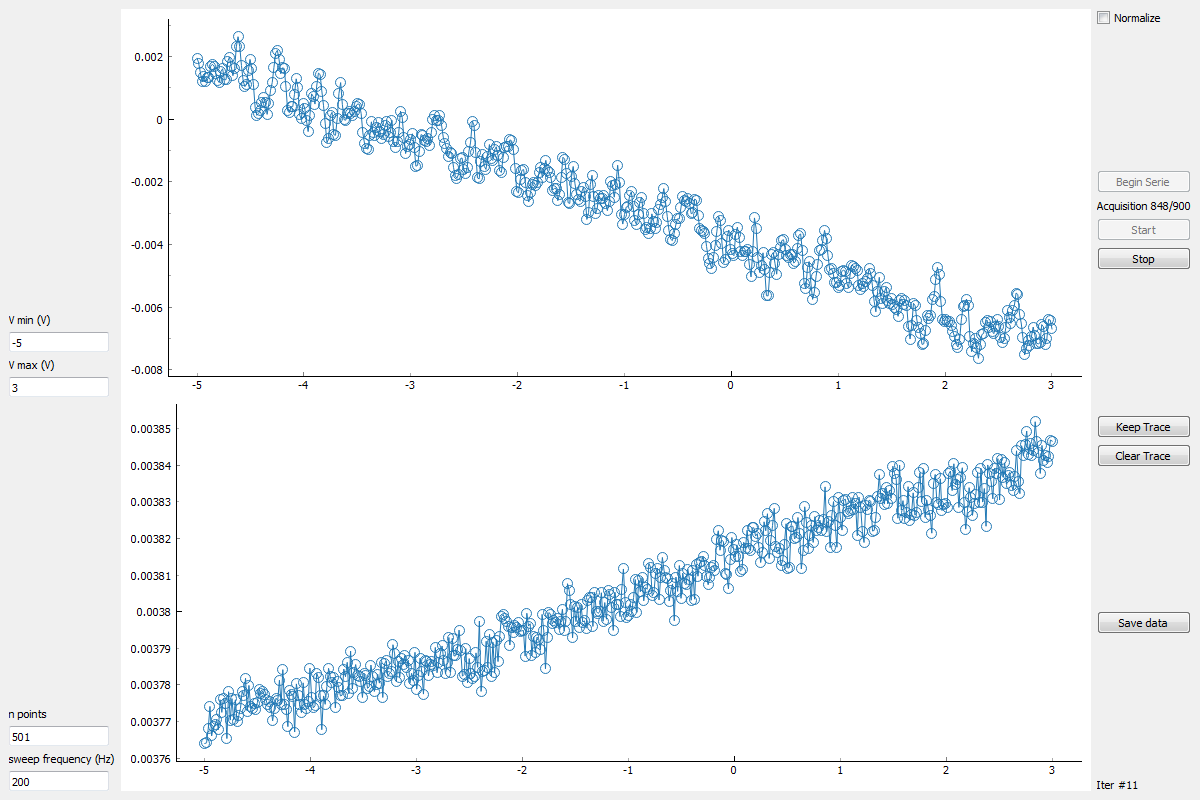 Normalize
0.002
0
-0.002
-0.004
-0.006
-0.008
-5 -4 -3 -2 -1 0 1 2 3
Begin Serie
Acquisition 848/900
Start
Stop
V min (V)
-5
V max (V)
3
0.00385
0.00384
0.00383
0.00382
0.00381
0.0038
0.00379
0.00378
0.00377
0.00376
-5 -4 -3 -2 -1 0 1 2 3
Keep Trace
Clear Trace
Save data
n points
501
sweep frequency (Hz)
200
Iter #11